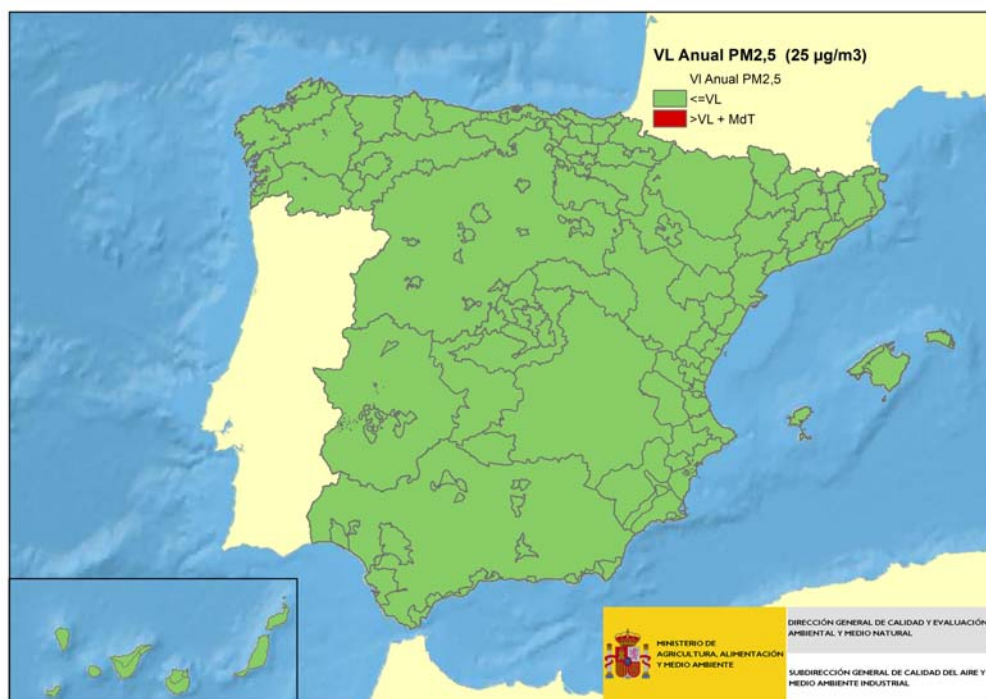 VL Anual PM2,5 (25 µg/m3)
Vl Anual PM2,5
<=VL
>VL + MdT
MINISTERIO DE
AGRICULTURA, ALIMENTACIÓN
Y MEDIO AMBIENTE
DIRECCIÓN GENERAL DE CALIDAD Y EVALUACIÓN
AMBIENTAL Y MEDIO NATURAL
SUBDIRECCIÓN GENERAL DE CALIDAD DEL AIRE Y
MEDIO AMBIENTE INDUSTRIAL